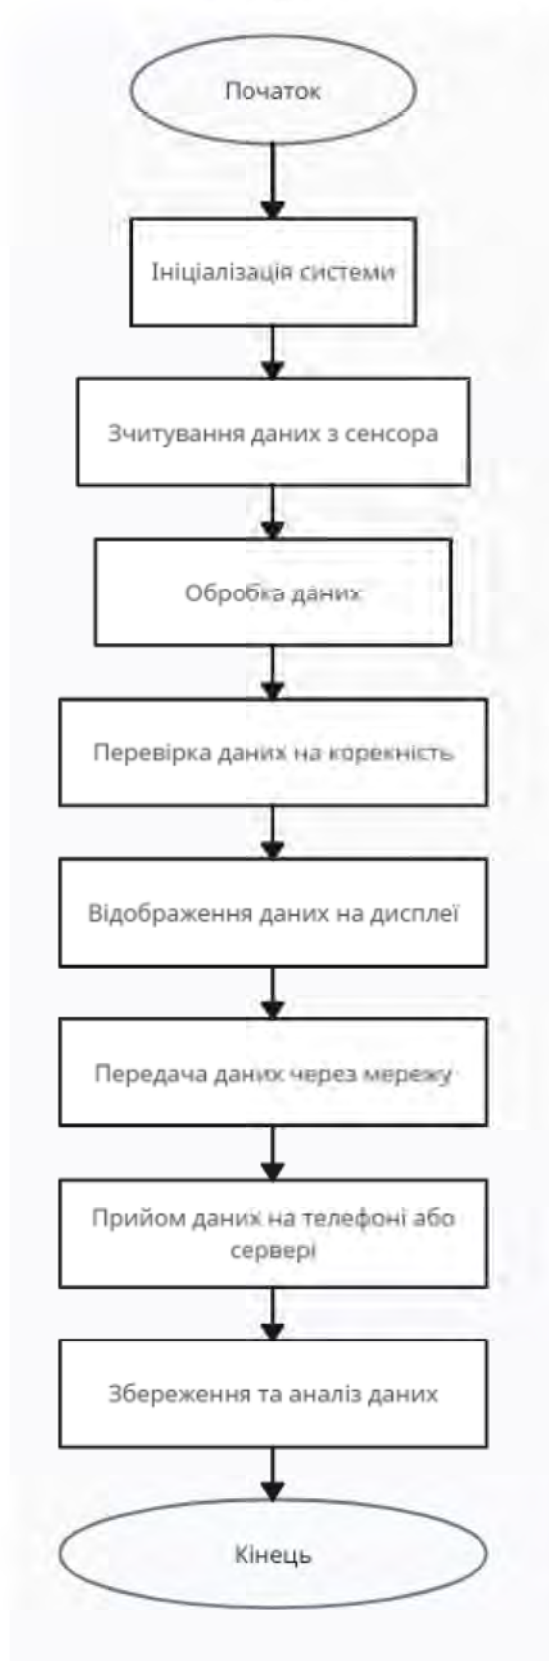 Початок
Ініціалізація системи
Зчитування даних з сенсора
Обробка даних
Перевірка даних на корекність
Відображення даних на дисплеї
Передача даних через мережу
Прийом даних на телефоні або
сервері
Збереження та аналіз даних
Кінець